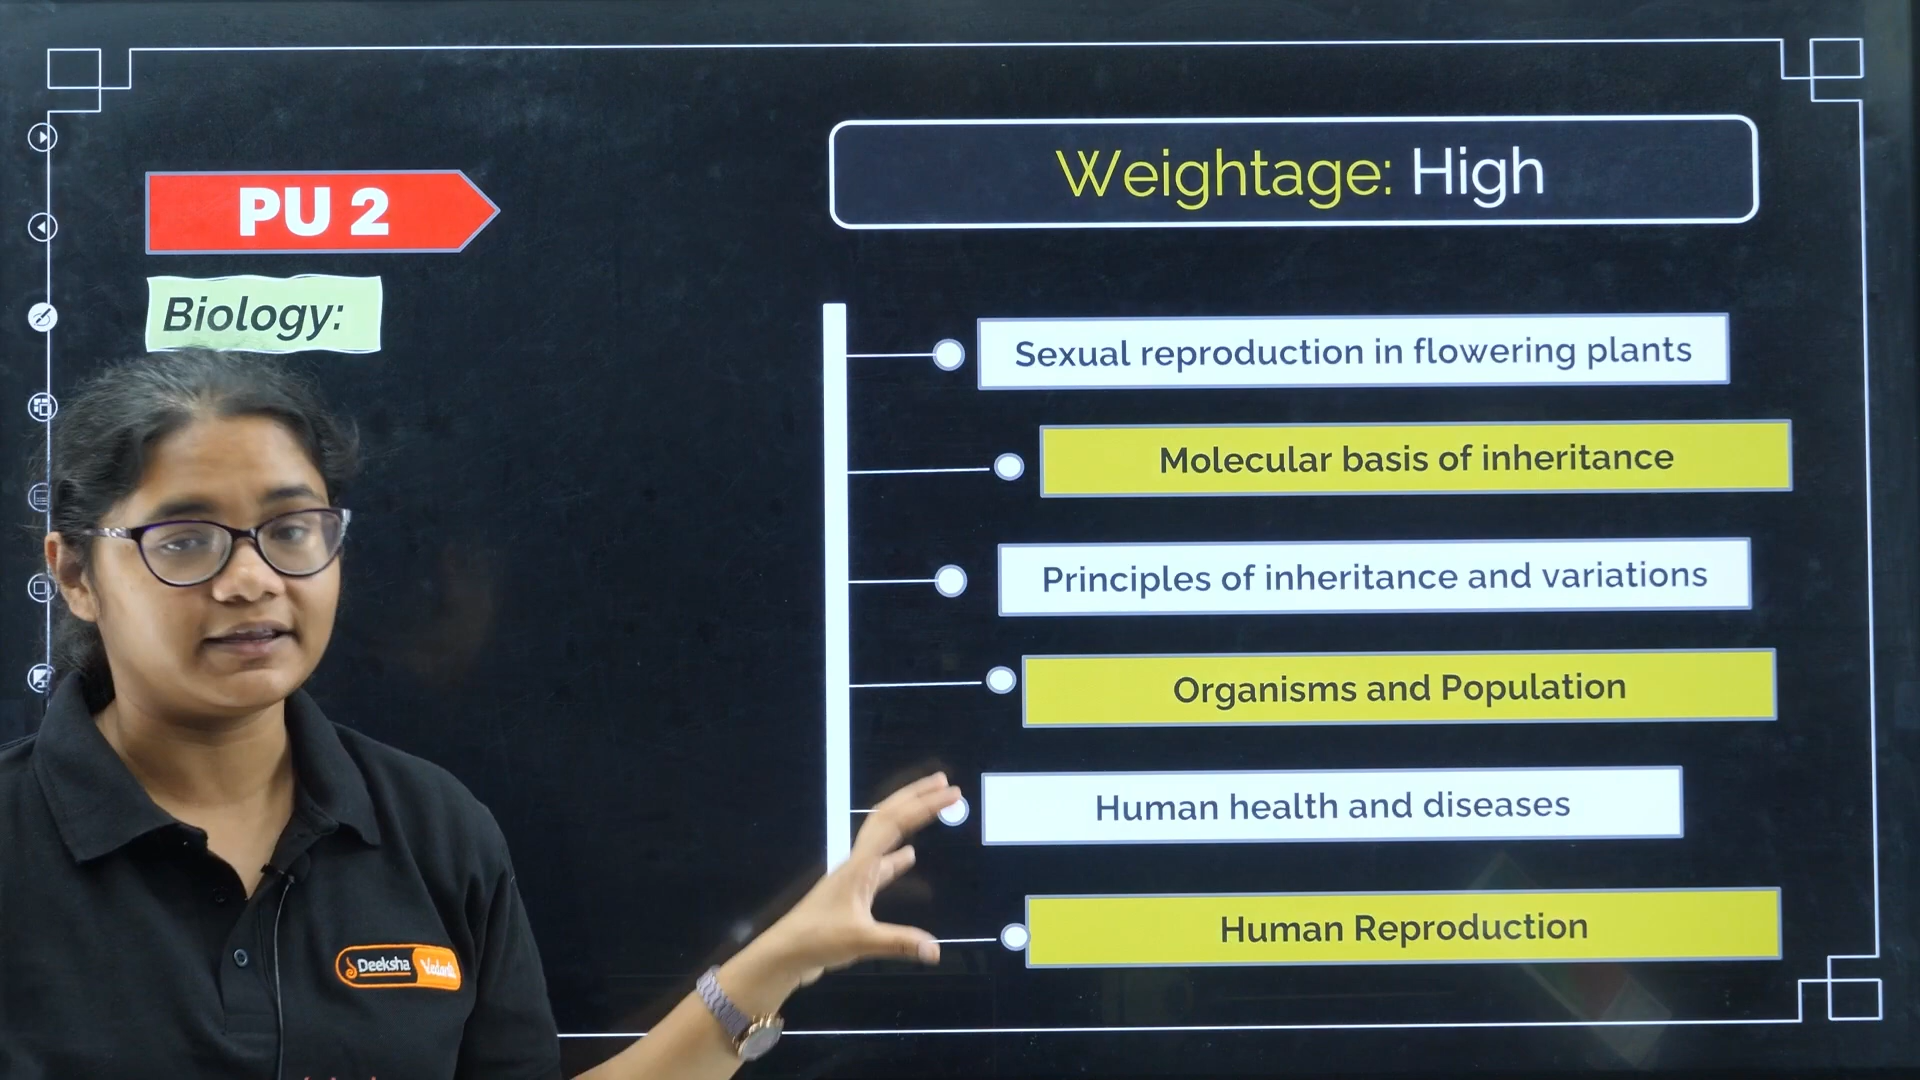 PU 2
Biology:
Weightage: High
Sexual reproduction in flowering plants
Molecular basis of inheritance
Principles of inheritance and variations
Organisms and Population
Human health and diseases
Human Reproduction
Deeksha Vedantu